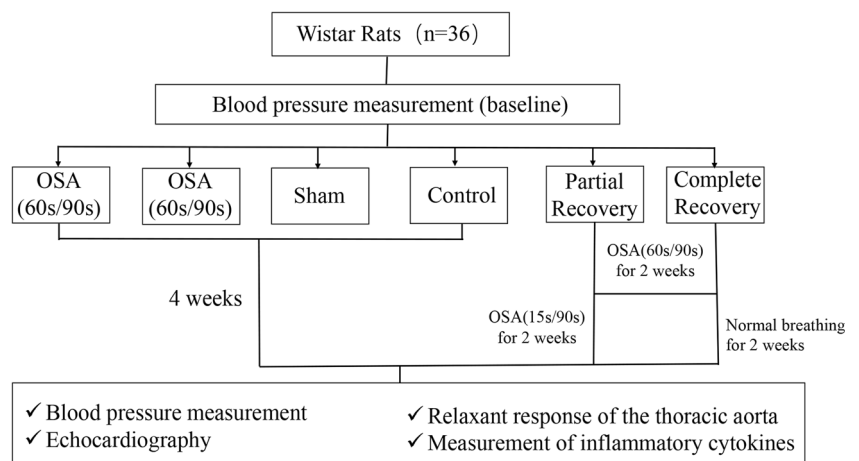 Wistar Rats（n=36）
Blood pressure measurement (baseline)
OSA
(60s/90s)
OSA
(60s/90s)
Sham
Control
Partial
Recovery
Complete
Recovery
OSA(60s/90s)
for 2 weeks
4 weeks
OSA(15s/90s)
for 2 weeks
Normal breathing
for 2 weeks
✓ Blood pressure measurement
✓ Echocardiography
✓ Relaxant response of the thoracic aorta
✓ Measurement of inflammatory cytokines